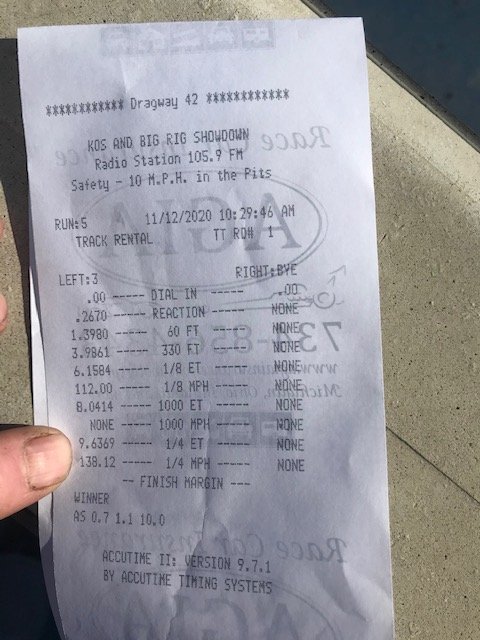 ************ Dragway 42 ************
KOS AND BIG RIG SHOWDOWN
Radio Station 105.9 FM
Safety - 10 M.P.H. in the Pits
RUN:5 11/12/2020 10:29:46 AM
TRACK RENTAL TT RD# 1
LEFT:3 RIGHT:BYE
.00 ----- DIAL IN ----- .00
.2670 ----- REACTION ----- NONE
1.3980 ----- 60 FT ----- NONE
3.9861 ----- 330 FT ----- NONE
6.1584 ----- 1/8 ET ----- NONE
112.00 ----- 1/8 MPH ----- NONE
8.0414 ----- 1000 ET ----- NONE
NONE ----- 1000 MPH ----- NONE
9.6369 ----- 1/4 ET ----- NONE
138.12 ----- 1/4 MPH ----- NONE
-- FINISH MARGIN ---
WINNER
AS 0.7 1.1 10.0
ACCUTIME II: VERSION 9.7.1
BY ACCUTIME TIMING SYSTEMS
Race Car Insurance
AGIA